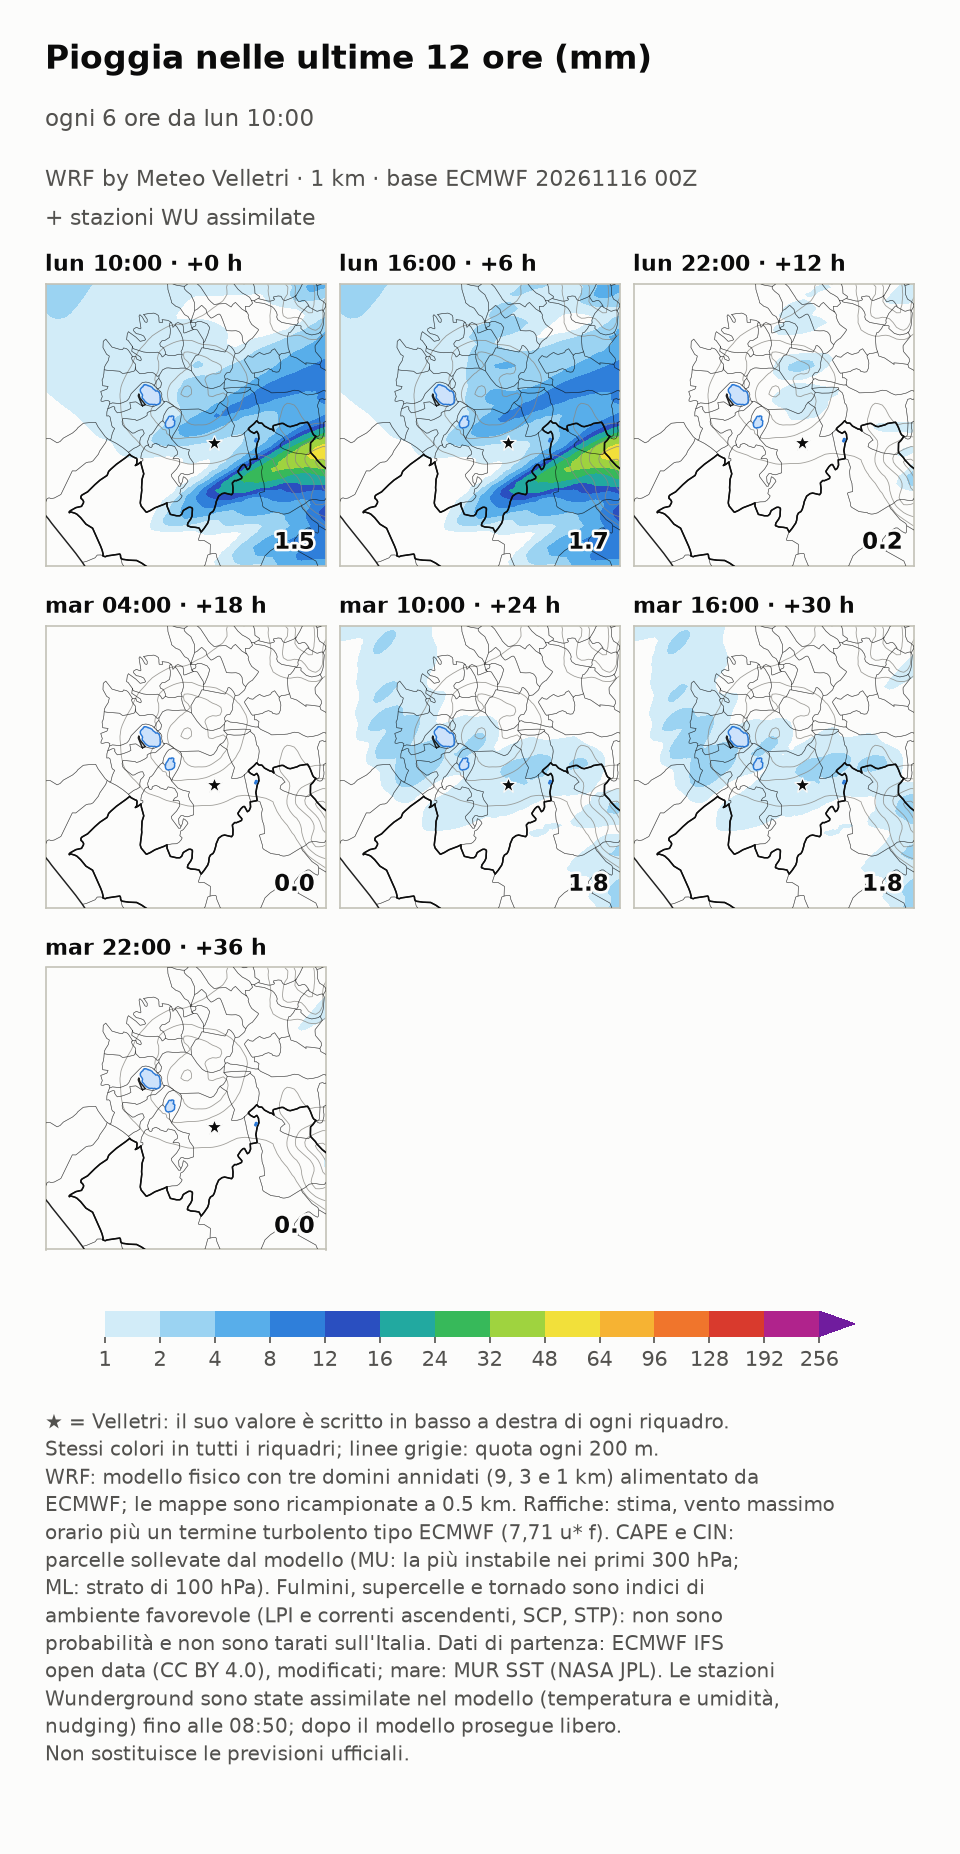 Pioggia nelle ultime 12 ore (mm)
ogni 6 ore da lun 10:00
WRF by Meteo Velletri · 1 km · base ECMWF 20261116 00Z
+ stazioni WU assimilate
lun 10:00 · +0 h
lun 16:00 · +6 h
lun 22:00 · +12 h
1.5
1.7
0.2
mar 04:00 · +18 h
mar 10:00 · +24 h
mar 16:00 · +30 h
0.0
1.8
1.8
mar 22:00 · +36 h
0.0
1 2 4 8 12 16 24 32 48 64 96 128 192 256
★ = Velletri: il suo valore è scritto in basso a destra di ogni riquadro.
Stessi colori in tutti i riquadri; linee grigie: quota ogni 200 m.
WRF: modello fisico con tre domini annidati (9, 3 e 1 km) alimentato da
ECMWF; le mappe sono ricampionate a 0.5 km. Raffiche: stima, vento massimo
orario più un termine turbolento tipo ECMWF (7,71 u* f). CAPE e CIN:
parcelle sollevate dal modello (MU: la più instabile nei primi 300 hPa;
ML: strato di 100 hPa). Fulmini, supercelle e tornado sono indici di
ambiente favorevole (LPI e correnti ascendenti, SCP, STP): non sono
probabilità e non sono tarati sull'Italia. Dati di partenza: ECMWF IFS
open data (CC BY 4.0), modificati; mare: MUR SST (NASA JPL). Le stazioni
Wunderground sono state assimilate nel modello (temperatura e umidità,
nudging) fino alle 08:50; dopo il modello prosegue libero.
Non sostituisce le previsioni ufficiali.